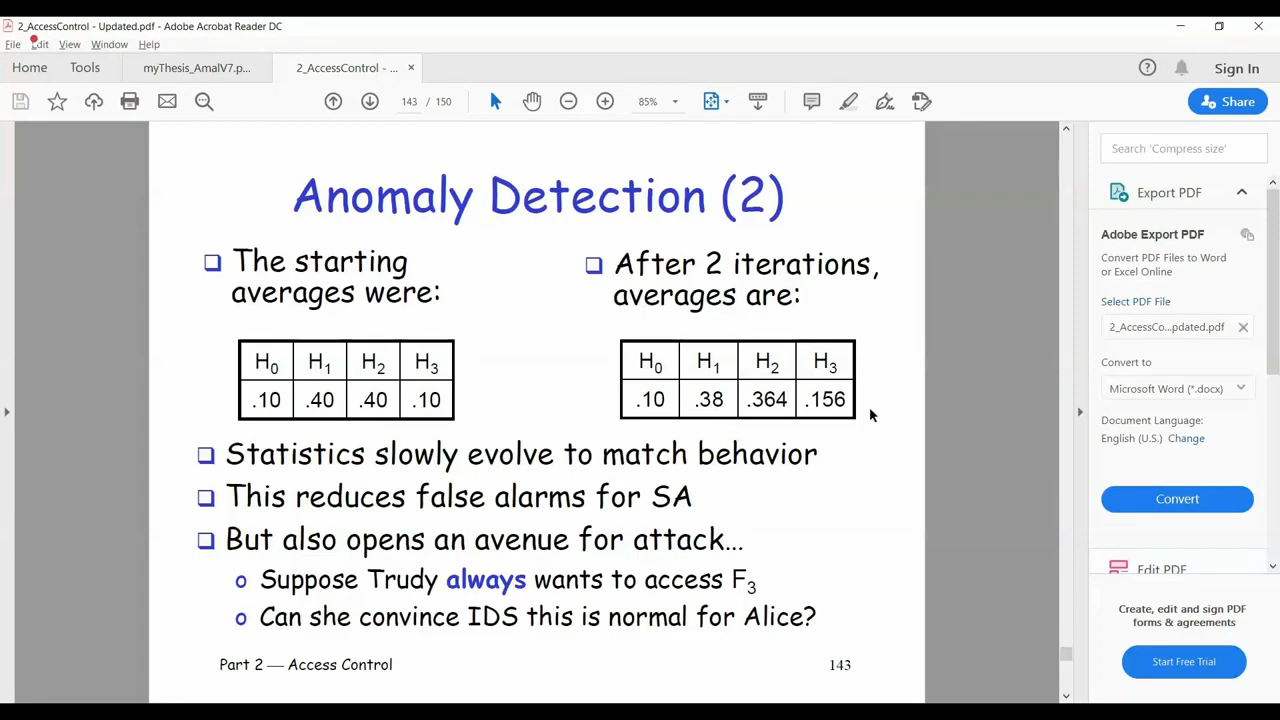 2_AccessControl - Updated.pdf - Adobe Acrobat Reader DC
File Edit View Window Help
Home Tools myThesis_AmalV7.p... 2_AccessControl - ... × Sign In
143 / 150 85% Share
Anomaly Detection (2)
The starting
averages were:
H0 H1 H2 H3
.10 .40 .40 .10
After 2 iterations,
averages are:
H0 H1 H2 H3
.10 .38 .364 .156
Statistics slowly evolve to match behavior
This reduces false alarms for SA
But also opens an avenue for attack...
Suppose Trudy always wants to access F3
Can she convince IDS this is normal for Alice?
Part 2 — Access Control 143
Search 'Compress size'
Export PDF
Adobe Export PDF
Convert PDF Files to Word
or Excel Online
Select PDF File
2_AccessCo...pdated.pdf
Convert to
Microsoft Word (*.docx)
Document Language:
English (U.S.) Change
Convert
Edit PDF
Create, edit and sign PDF
forms & agreements
Start Free Trial